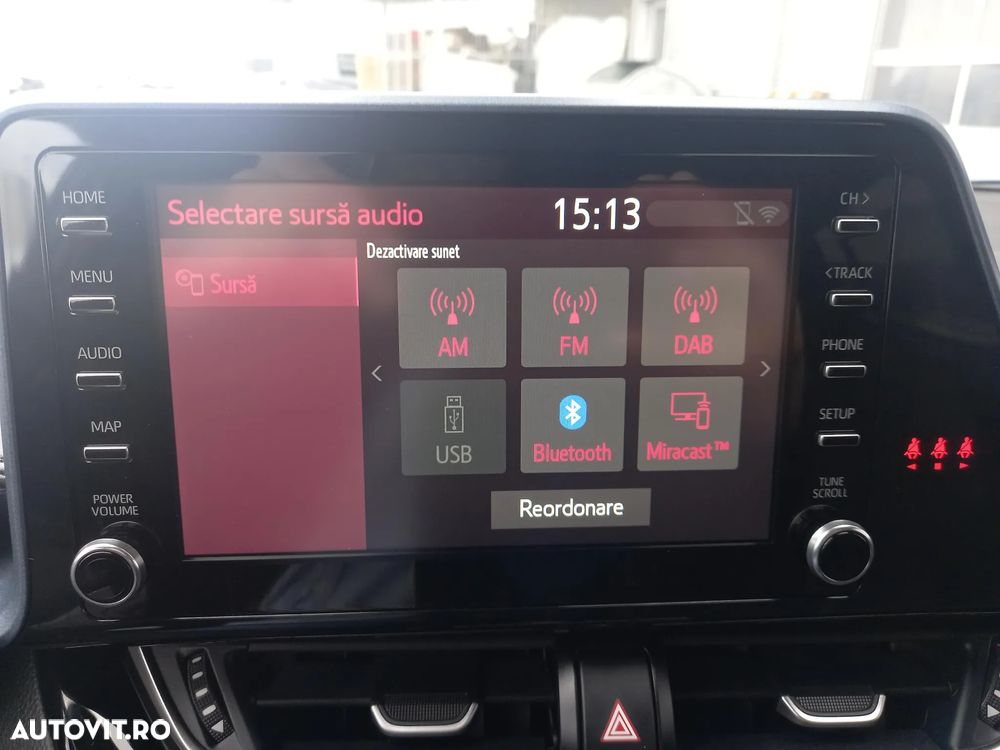 HOME
MENU
AUDIO
MAP
POWER
VOLUME
Selectare sursă audio
15:13
Sursă
Dezactivare sunet
AM
FM
DAB
USB
Bluetooth
Miracast™
Reordonare
CH >
< TRACK
PHONE
SETUP
TUNE
SCROLL
AUTOVIT.RO